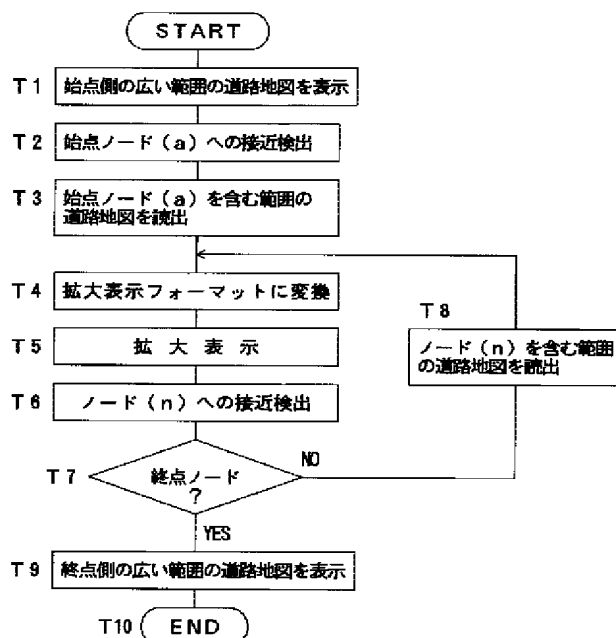 START
T1 始点側の広い範囲の道路地図を表示
T2 始点ノード(a)への接近検出
T3 始点ノード(a)を含む範囲の
道路地図を読出
T4 拡大表示フォーマットに変換
T8
ノード(n)を含む範囲
の道路地図を読出
T5 拡大表示
T6 ノード(n)への接近検出
T7 終点ノード
?
NO
YES
T9 終点側の広い範囲の道路地図を表示
T10 END